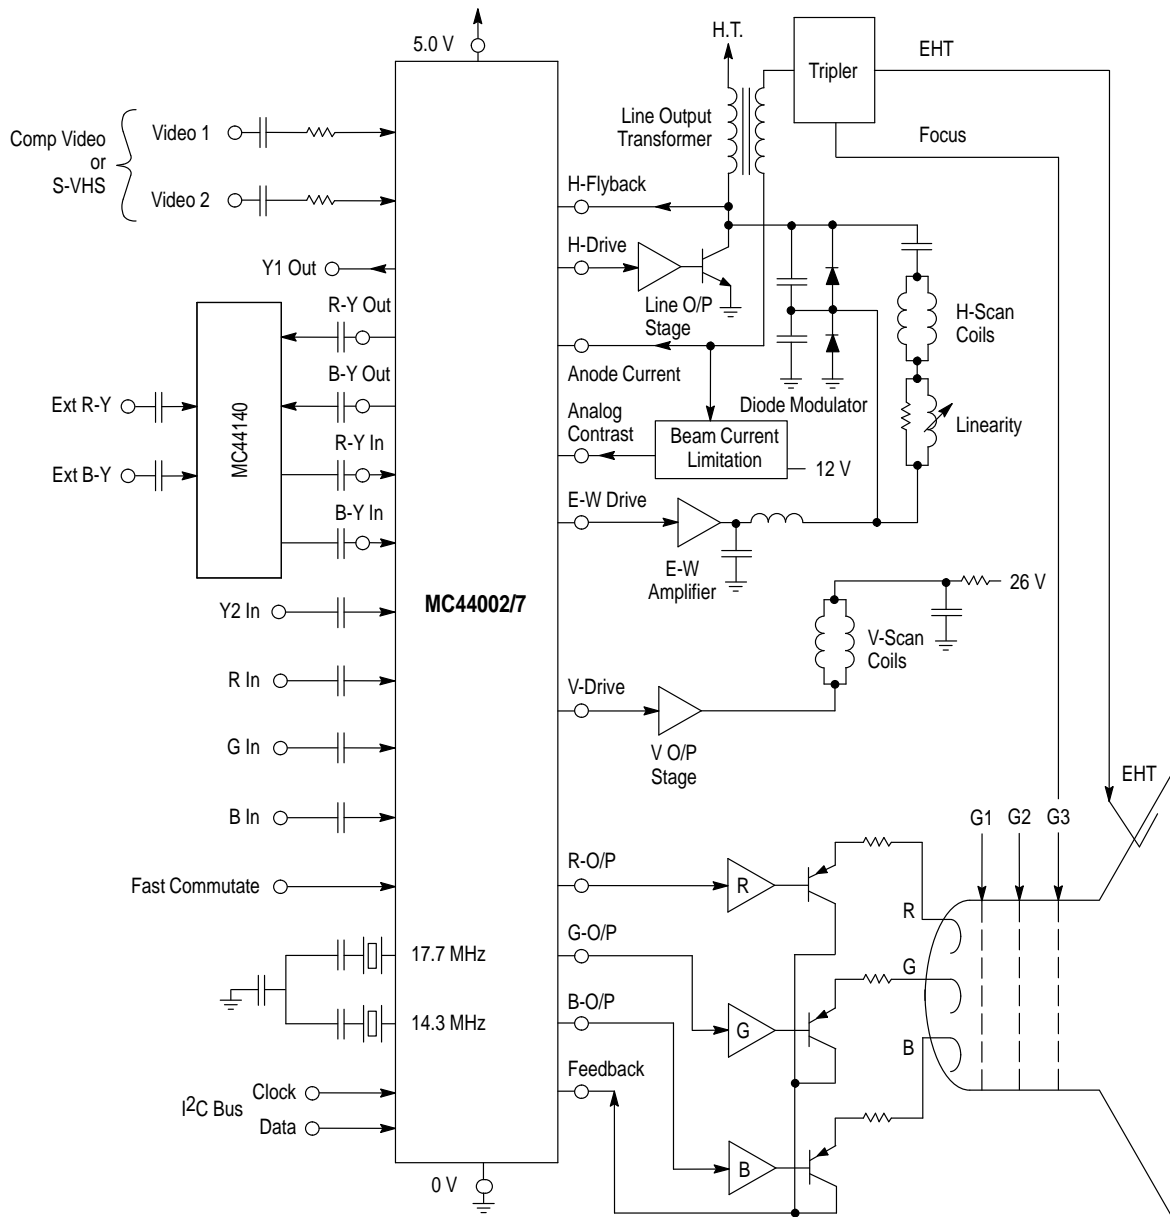 5.0 V
H.T.
Tripler
EHT
Focus
Line Output
Transformer
Comp Video
or
S-VHS
Video 1
Video 2
H-Flyback
H-Drive
Line O/P
Stage
Y1 Out
R-Y Out
B-Y Out
R-Y In
B-Y In
Ext R-Y
Ext B-Y
MC44140
Anode Current
Diode Modulator
H-Scan
Coils
Linearity
Analog
Contrast
Beam Current
Limitation
12 V
E-W Drive
E-W
Amplifier
26 V
V-Scan
Coils
MC44002/7
Y2 In
R In
G In
B In
Fast Commutate
V-Drive
V O/P
Stage
EHT
G1
G2
G3
R-O/P
R
R
G-O/P
G
G
B-O/P
B
B
Feedback
17.7 MHz
14.3 MHz
I2C Bus
Clock
Data
0 V